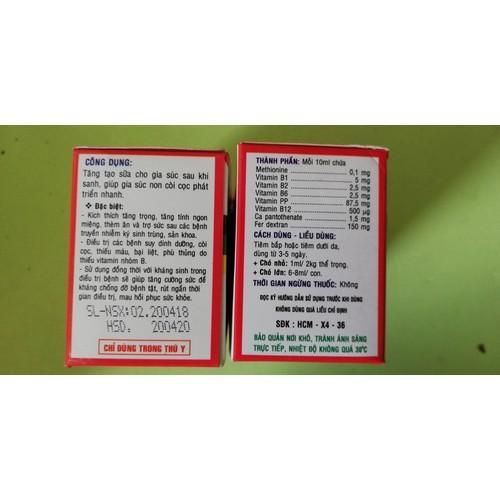 CÔNG DỤNG:
Tăng tạo sữa cho gia súc sau khi
sanh, giúp gia súc non còi cọc phát
triển nhanh.
❖ Đặc biệt:
- Kích thích tăng trọng, tăng tính ngon
miệng, thèm ăn và trợ sức sau các bệnh
truyền nhiễm ký sinh trùng, sản khoa.
- Điều trị các bệnh suy dinh dưỡng, còi
cọc, thiếu máu, bại liệt, phù thủng do
thiếu vitamin nhóm B.
- Sử dụng đồng thời với kháng sinh trong
điều trị bệnh sẽ giúp tăng cường sức đề
kháng chống đỡ bệnh tật, rút ngắn thời
gian điều trị, mau hồi phục sức khỏe.
SL-NSX:02.200418
HSD. 200420
CHỈ DÙNG TRONG THÚ Y
THÀNH PHẦN: Mỗi 10ml chứa
Methionine .................... 0,1 mg
Vitamin B1 .................... 5 mg
Vitamin B2 .................... 2,5 mg
Vitamin B6 .................... 2,5 mg
Vitamin PP .................... 87,5 mg
Vitamin B12 .................... 500 µg
Ca pantothenate .................... 1,5 mg
Fer dextran .................... 150 mg
CÁCH DÙNG - LIỀU DÙNG:
Tiêm bắp hoặc tiêm dưới da,
dùng từ 3-5 ngày.
+ Chó nhỏ: 1ml/ 2kg thể trọng.
+ Chó lớn: 6-8ml/ con.
THỜI GIAN NGỪNG THUỐC: Không
ĐỌC KỸ HƯỚNG DẪN SỬ DỤNG TRƯỚC KHI DÙNG
KHÔNG DÙNG QUÁ LIỀU CHỈ ĐỊNH
SĐK : HCM - X4 - 36
BẢO QUẢN NƠI KHÔ, TRÁNH ÁNH SÁNG
TRỰC TIẾP, NHIỆT ĐỘ KHÔNG QUÁ 30°C